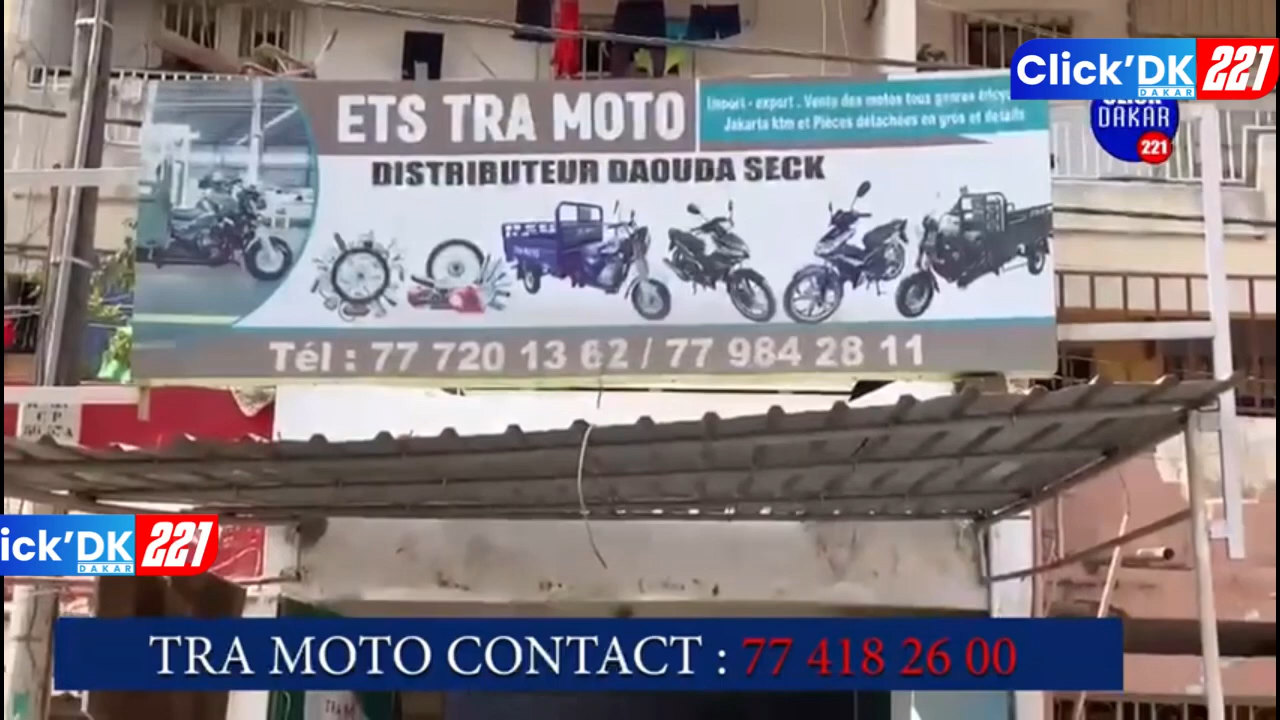 Click'DK 221
DAKAR
DAKAR
221
ETS TRA MOTO
Import - export . Vente des motos tous genres
Jakarta ktm et Pièces détachées en gros et details
DISTRIBUTEUR DAOUDA SECK
Tél : 77 720 13 62 / 77 984 28 11
ick'DK 221
DAKAR
TRA MOTO CONTACT : 77 418 26 00